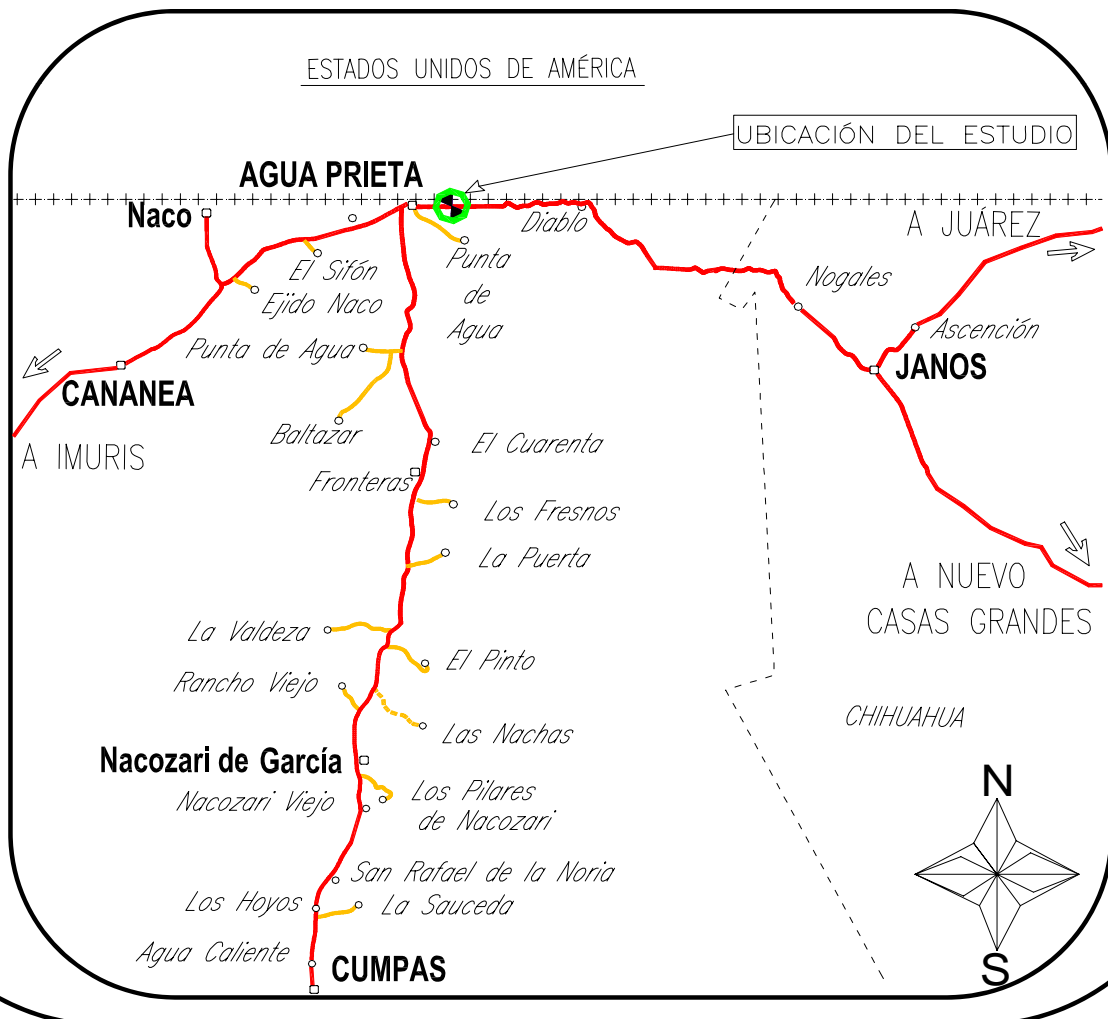 ESTADOS UNIDOS DE AMÉRICA
UBICACIÓN DEL ESTUDIO
AGUA PRIETA
Naco
Diablo
A JUÁREZ
El Sifón
Punta
de
Agua
Ejido Naco
Nogales
Ascención
Punta de Agua
JANOS
CANANEA
Baltazar
El Cuarenta
A IMURIS
Fronteras
Los Fresnos
La Puerta
A NUEVO
CASAS GRANDES
La Valdeza
El Pinto
Rancho Viejo
Las Nachas
CHIHUAHUA
Nacozari de García
Nacozari Viejo
Los Pilares
de Nacozari
N
San Rafael de la Noria
Los Hoyos
La Sauceda
Agua Caliente
CUMPAS
S